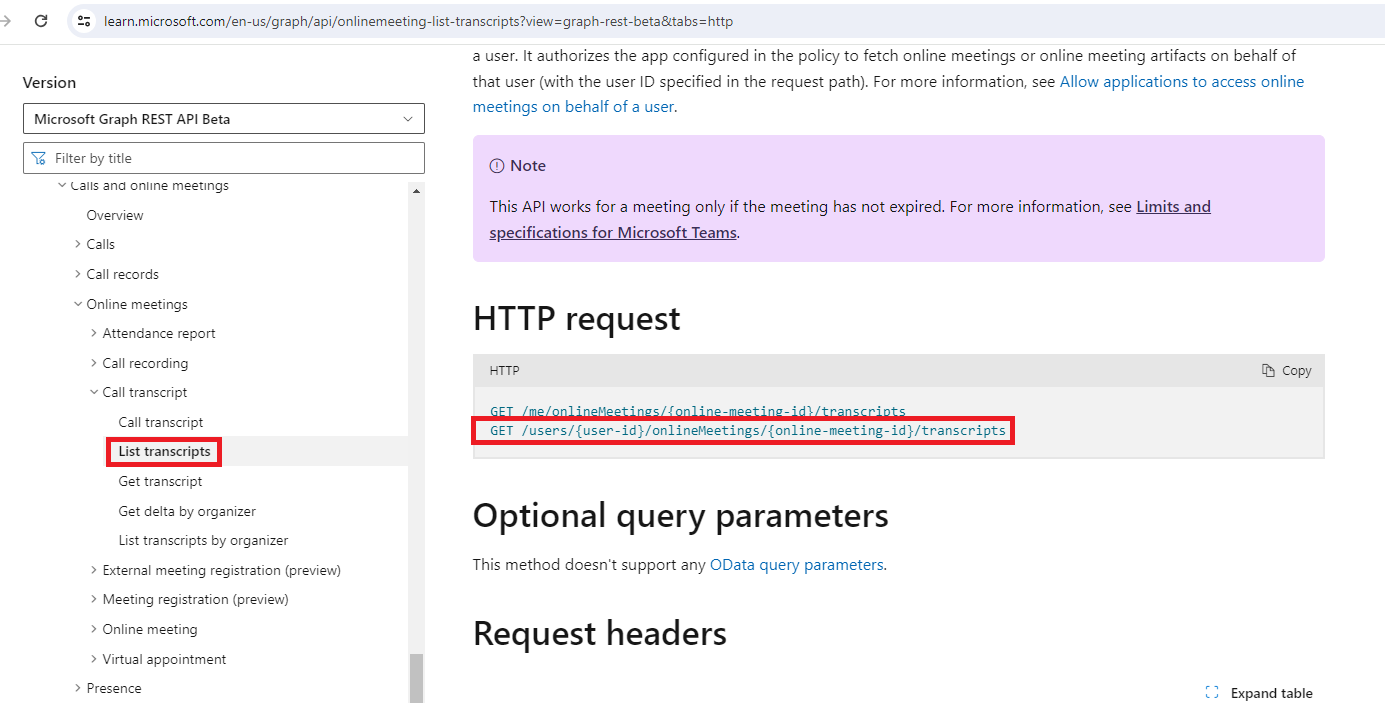 learn.microsoft.com/en-us/graph/api/onlinemeeting-list-transcripts?view=graph-rest-beta&tabs=http
Version
Microsoft Graph REST API Beta
Filter by title
Calls and online meetings
Overview
Calls
Call records
Online meetings
Attendance report
Call recording
Call transcript
Call transcript
List transcripts
Get transcript
Get delta by organizer
List transcripts by organizer
External meeting registration (preview)
Meeting registration (preview)
Online meeting
Virtual appointment
Presence
a user. It authorizes the app configured in the policy to fetch online meetings or online meeting artifacts on behalf of
that user (with the user ID specified in the request path). For more information, see Allow applications to access online
meetings on behalf of a user.
Note
This API works for a meeting only if the meeting has not expired. For more information, see Limits and
specifications for Microsoft Teams.
HTTP request
HTTP
Copy
GET /me/onlineMeetings/{online-meeting-id}/transcripts
GET /users/{user-id}/onlineMeetings/{online-meeting-id}/transcripts
Optional query parameters
This method doesn't support any OData query parameters.
Request headers
Expand table